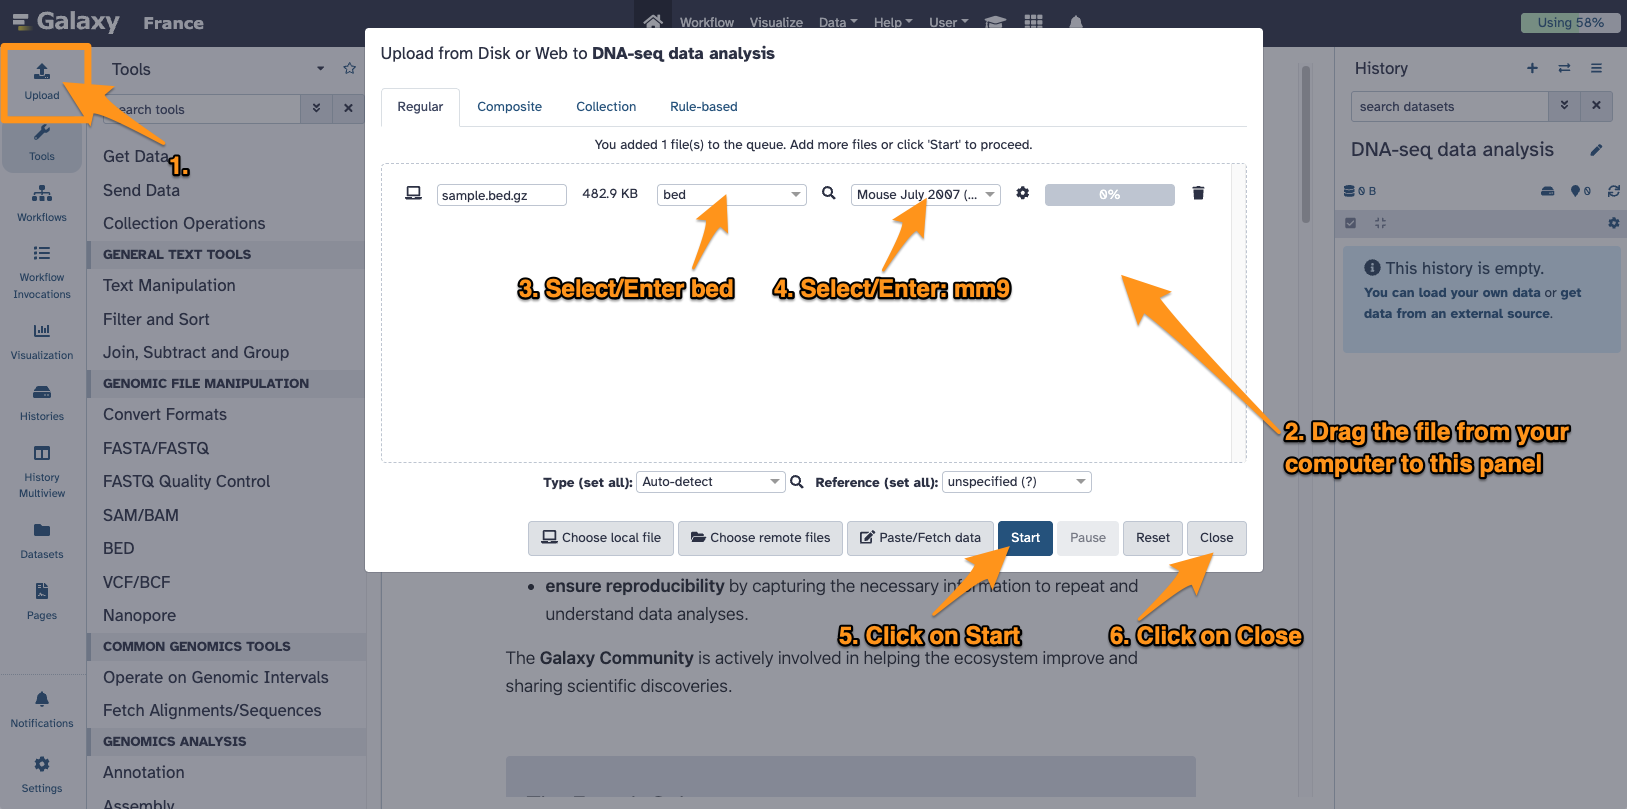 Galaxy France
Workflow Visualize Data Help User
Using 58%
Upload
Tools
search tools
1.
Tools
Workflows
Workflow
Invocations
Visualization
Histories
History
Multiview
Datasets
Pages
Notifications
Settings
Get Data
Send Data
Collection Operations
GENERAL TEXT TOOLS
Text Manipulation
Filter and Sort
Join, Subtract and Group
GENOMIC FILE MANIPULATION
Convert Formats
FASTA/FASTQ
FASTQ Quality Control
SAM/BAM
BED
VCF/BCF
Nanopore
COMMON GENOMICS TOOLS
Operate on Genomic Intervals
Fetch Alignments/Sequences
GENOMICS ANALYSIS
Annotation
Assembly
Upload from Disk or Web to DNA-seq data analysis
Regular Composite Collection Rule-based
You added 1 file(s) to the queue. Add more files or click 'Start' to proceed.
sample.bed.gz 482.9 KB bed Mouse July 2007 (... 0%
3. Select/Enter bed
4. Select/Enter: mm9
2. Drag the file from your
computer to this panel
Type (set all): Auto-detect Reference (set all): unspecified (?)
Choose local file Choose remote files Paste/Fetch data Start Pause Reset Close
5. Click on Start
6. Click on Close
ensure reproducibility by capturing the necessary information to repeat and
understand data analyses.
The Galaxy Community is actively involved in helping the ecosystem improve and
sharing scientific discoveries.
History
search datasets
DNA-seq data analysis
0 B
0
This history is empty.
You can load your own data or get
data from an external source.